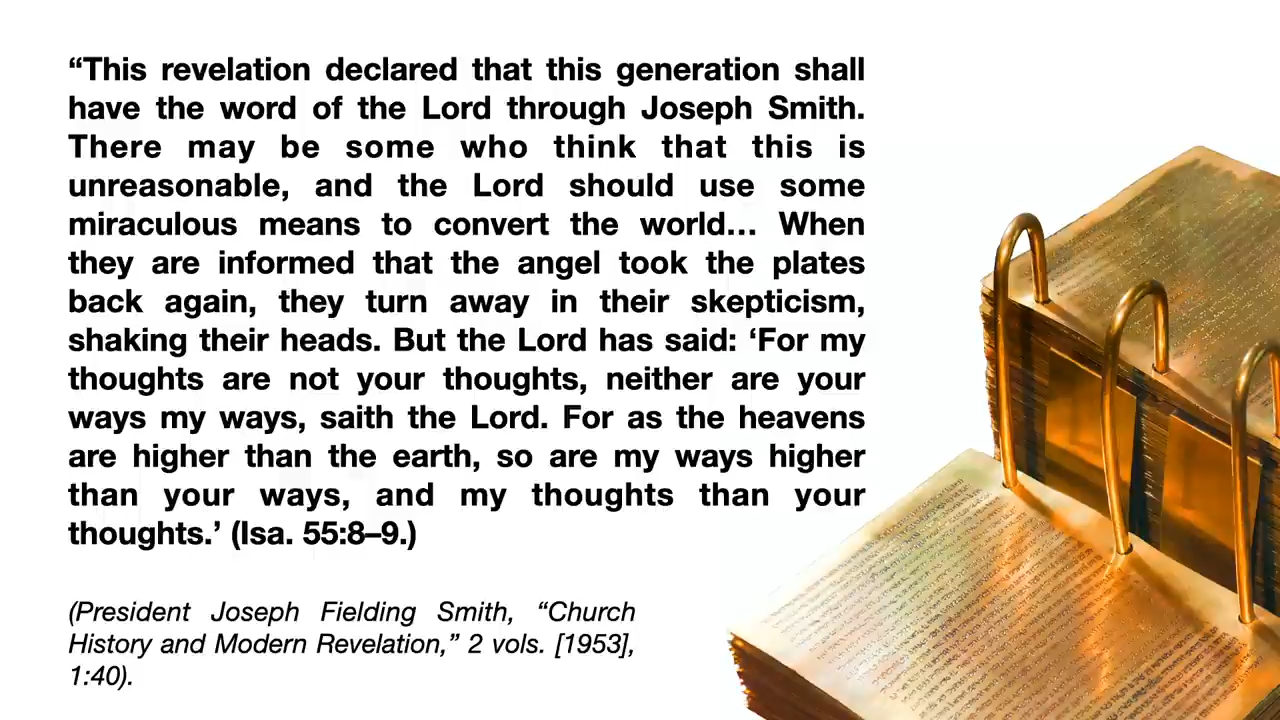 “This revelation declared that this generation shall
have the word of the Lord through Joseph Smith.
There may be some who think that this is
unreasonable, and the Lord should use some
miraculous means to convert the world... When
they are informed that the angel took the plates
back again, they turn away in their skepticism,
shaking their heads. But the Lord has said: ‘For my
thoughts are not your thoughts, neither are your
ways my ways, saith the Lord. For as the heavens
are higher than the earth, so are my ways higher
than your ways, and my thoughts than your
thoughts.’ (Isa. 55:8–9.)
(President Joseph Fielding Smith, “Church
History and Modern Revelation,” 2 vols. [1953],
1:40).